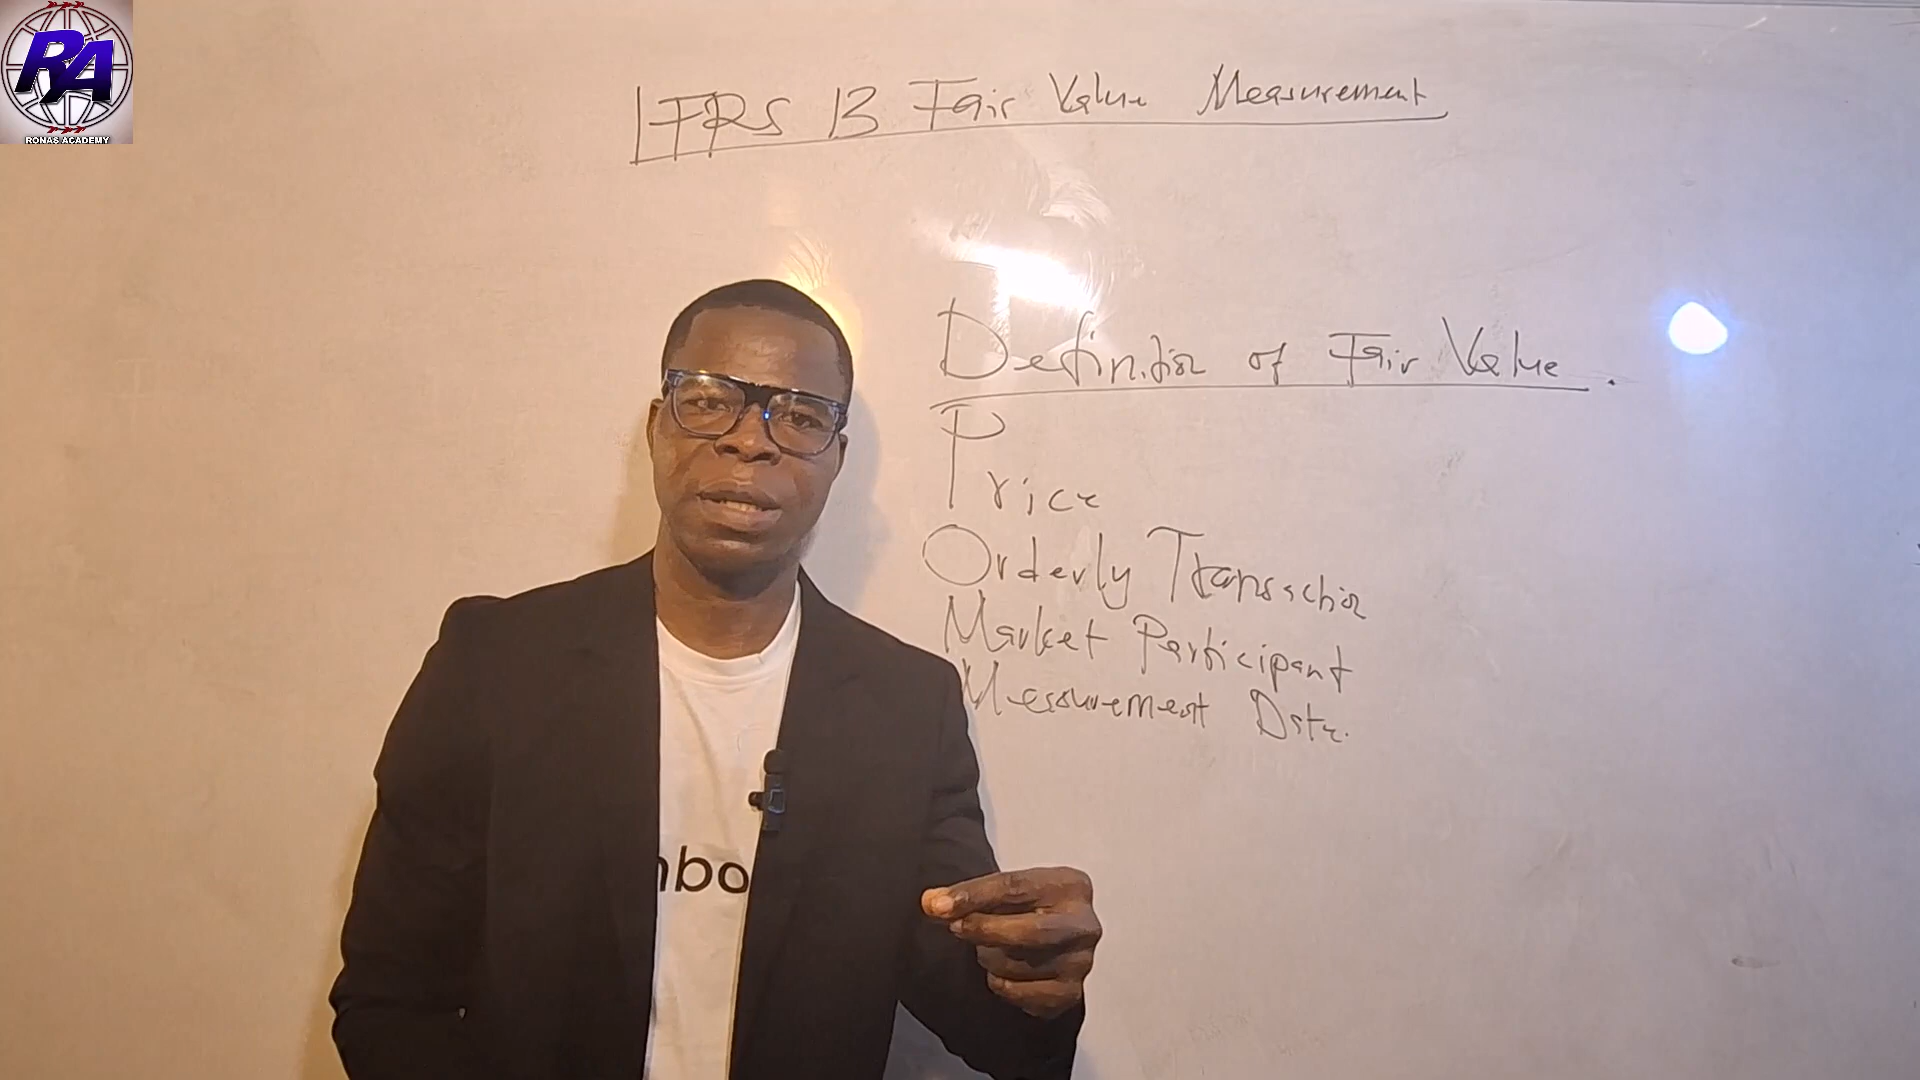 RA
RONAS ACADEMY
IFRS 13 Fair Value Measurement
Definition of Fair Value.
Price
Orderly Transaction
Market Participant
Measurement Date.
nbo